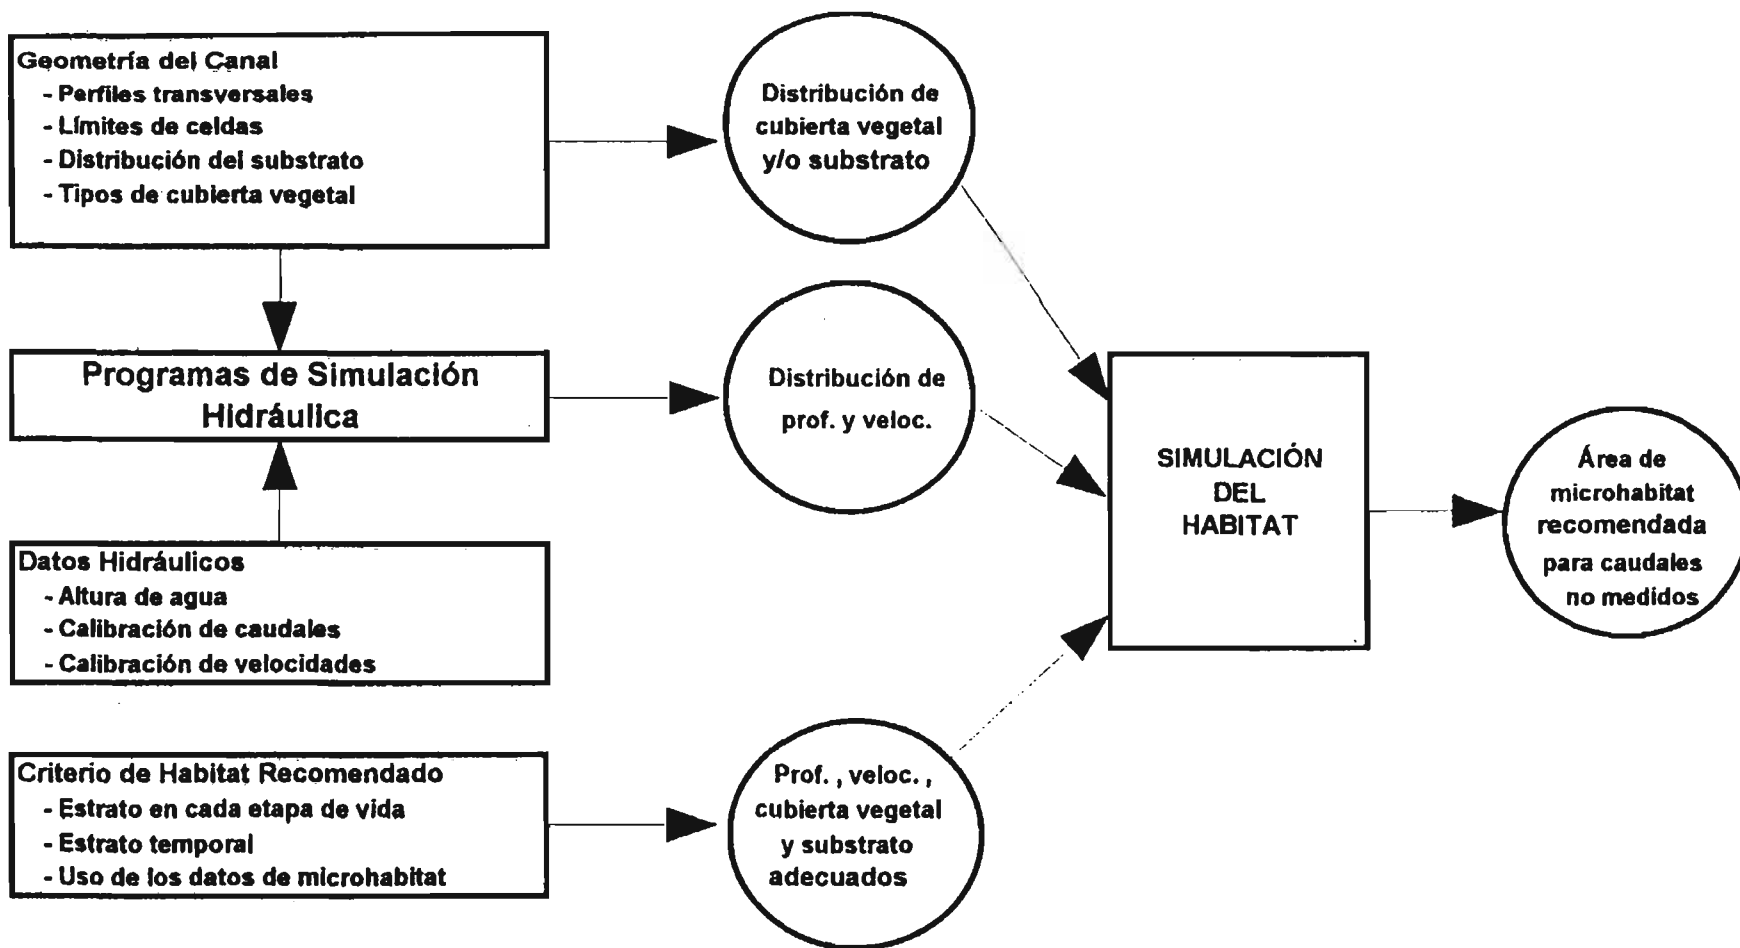 Geometría del Canal
- Perfiles transversales
- Límites de celdas
- Distribución del substrato
- Tipos de cubierta vegetal
Distribución de
cubierta vegetal
y/o substrato
Programas de Simulación
Hidráulica
Distribución de
prof. y veloc.
Datos Hidráulicos
- Altura de agua
- Calibración de caudales
- Calibración de velocidades
Criterio de Habitat Recomendado
- Estrato en cada etapa de vida
- Estrato temporal
- Uso de los datos de microhabitat
Prof. , veloc. ,
cubierta vegetal
y substrato
adecuados
SIMULACIÓN
DEL
HABITAT
Área de
microhabitat
recomendada
para caudales
no medidos